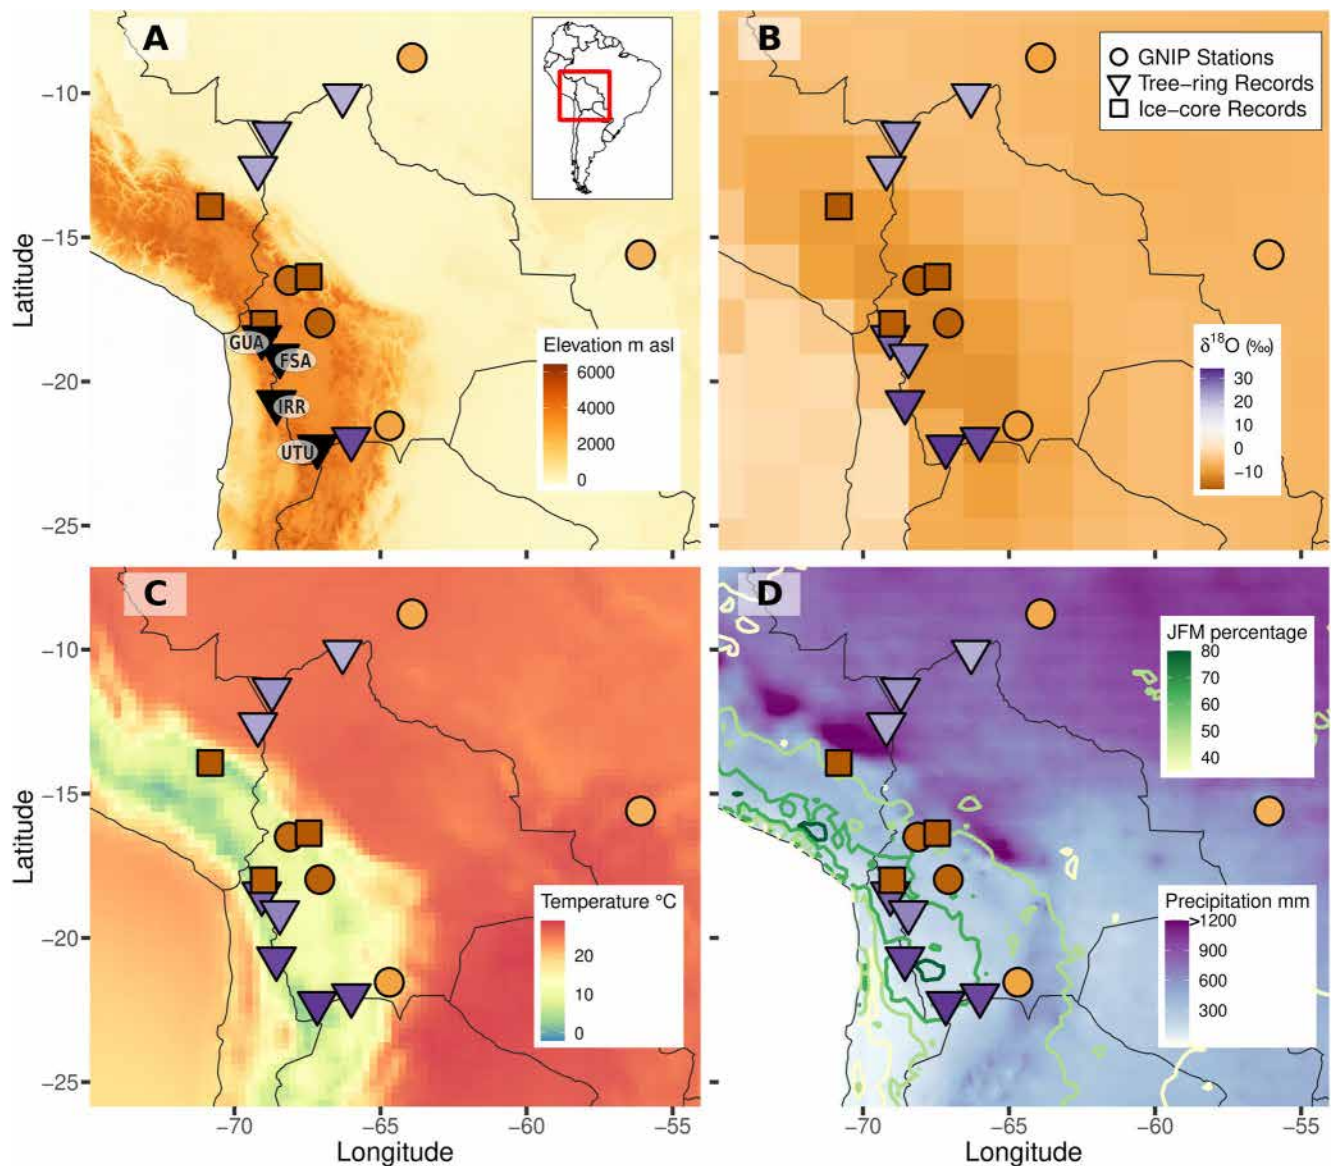 A
B
GNIP Stations
Tree−ring Records
Ice−core Records
−10
−15
−20
−25
Latitude
GUA
FSA
IRR
UTU
Elevation m asl
6000
4000
2000
0
δ18O (‰)
30
20
10
0
−10
C
D
JFM percentage
80
70
60
50
40
−10
−15
−20
−25
Latitude
Temperature °C
20
10
0
Precipitation mm
>1200
900
600
300
−70
−65
−60
−55
−70
−65
−60
−55
Longitude
Longitude